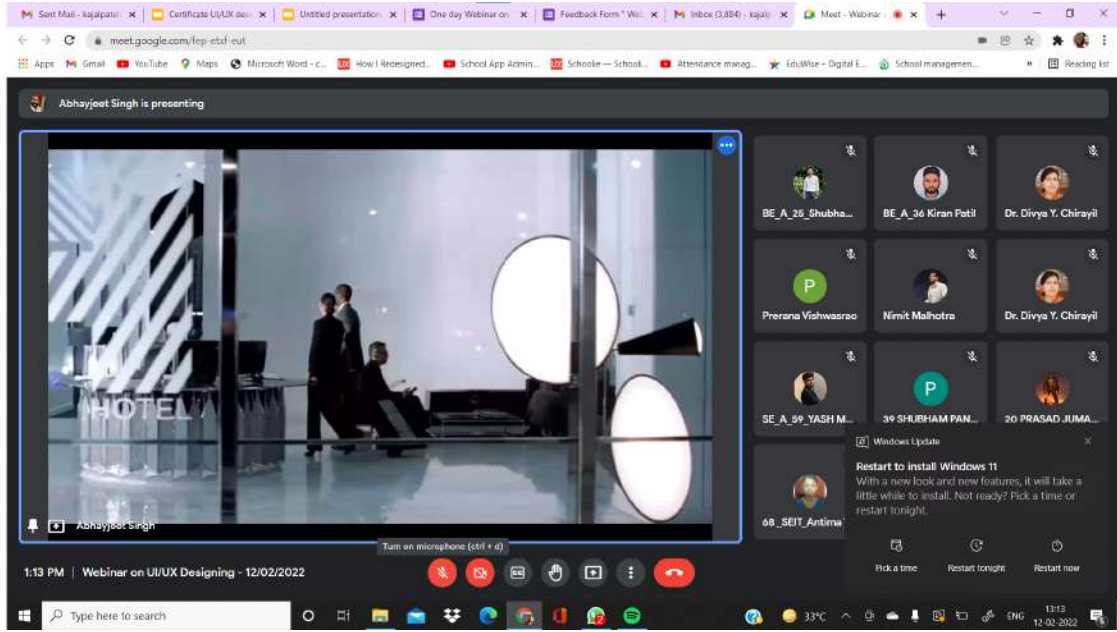 Sent Mail - kajalpatel
Certificate UI/UX desi
Untitled presentation
One day Webinar on
Feedback Form " Web
Inbox (3,884) - kajalp
Meet - Webinar
meet.google.com/fep-etxf-eut
Apps
Gmail
YouTube
Maps
Microsoft Word - c...
How I Redesigned...
School App Admin...
Schooke — School...
Attendance manag...
EduWise - Digital E...
School managemen...
Reading list
Abhayjeet Singh is presenting
BE_A_25_Shubha...
BE_A_36 Kiran Patil
Dr. Divya Y. Chirayil
P
Prerana Vishwasrao
Nimit Malhotra
Dr. Divya Y. Chirayil
SE_A_59_YASH M...
P
39 SHUBHAM PAN...
20 PRASAD JUMA...
HOTEL
68_SEIT_Antima
Windows Update
Restart to install Windows 11
With a new look and new features, it will take a
little while to install. Not ready? Pick a time or
restart tonight.
Pick a time
Restart tonight
Restart now
Abhayjeet Singh
Turn on microphone (ctrl + d)
1:13 PM | Webinar on UI/UX Designing - 12/02/2022
Type here to search
33°C
ENG
13:13
12-02-2022